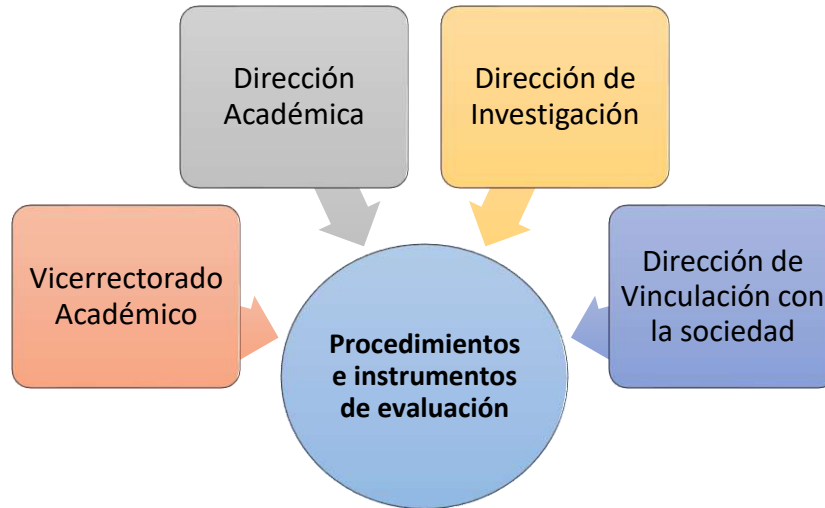 Dirección
Académica
Dirección de
Investigación
Vicerrectorado
Académico
Dirección de
Vinculación con
la sociedad
Procedimientos
e instrumentos
de evaluación